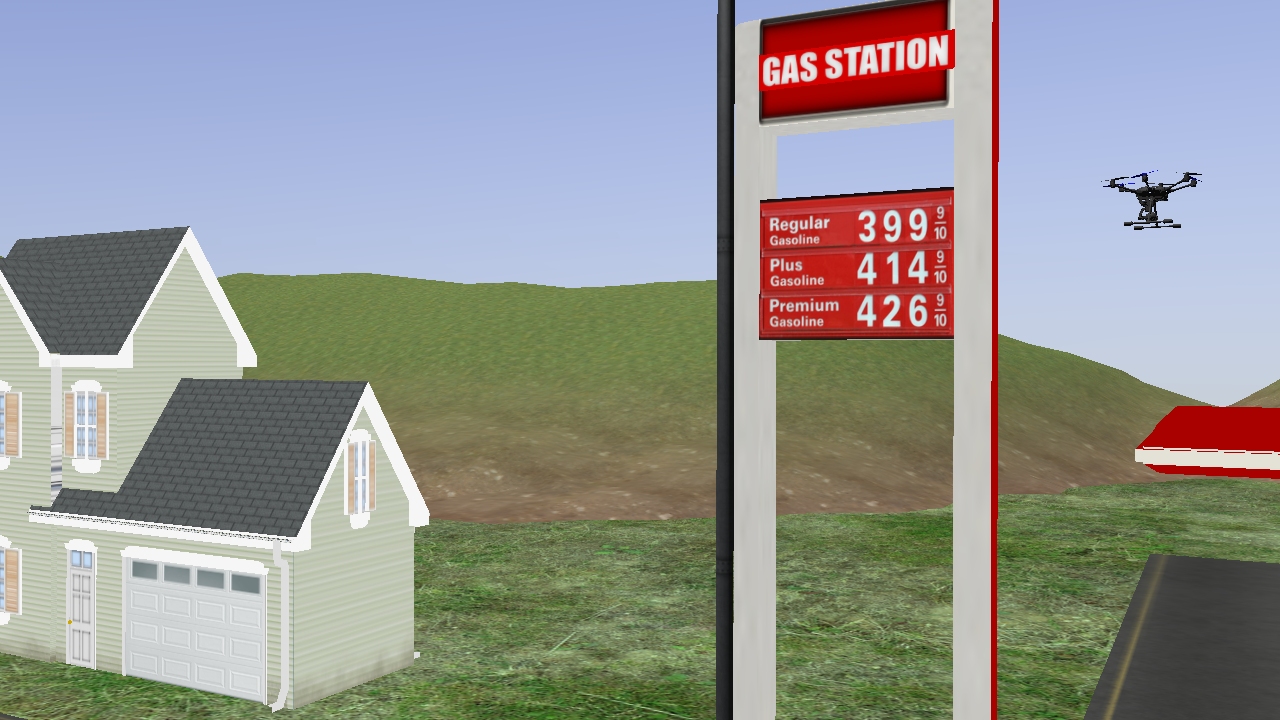 GAS STATION
Regular 399 9/10
Gasoline
Plus 414 9/10
Gasoline
Premium 426 9/10
Gasoline